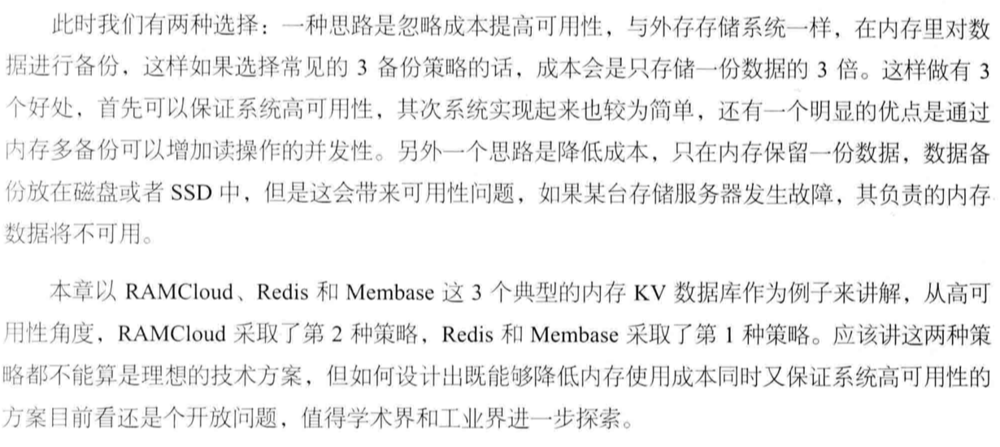 此时我们有两种选择：一种思路是忽略成本提高可用性，与外存存储系统一样，在内存里对数
据进行备份，这样如果选择常见的 3 备份策略的话，成本会是只存储一份数据的 3 倍。这样做有 3
个好处，首先可以保证系统高可用性，其次系统实现起来也较为简单，还有一个明显的优点是通过
内存多备份可以增加读操作的并发性。另外一个思路是降低成本，只在内存保留一份数据，数据备
份放在磁盘或者 SSD 中，但是这会带来可用性问题，如果某台存储服务器发生故障，其负责的内存
数据将不可用。
本章以 RAMCloud、Redis 和 Membase 这 3 个典型的内存 KV 数据库作为例子来讲解，从高可
用性角度，RAMCloud 采取了第 2 种策略，Redis 和 Membase 采取了第 1 种策略。应该讲这两种策
略都不能算是理想的技术方案，但如何设计出既能够降低内存使用成本同时又保证系统高可用性的
方案目前看还是个开放问题，值得学术界和工业界进一步探索。